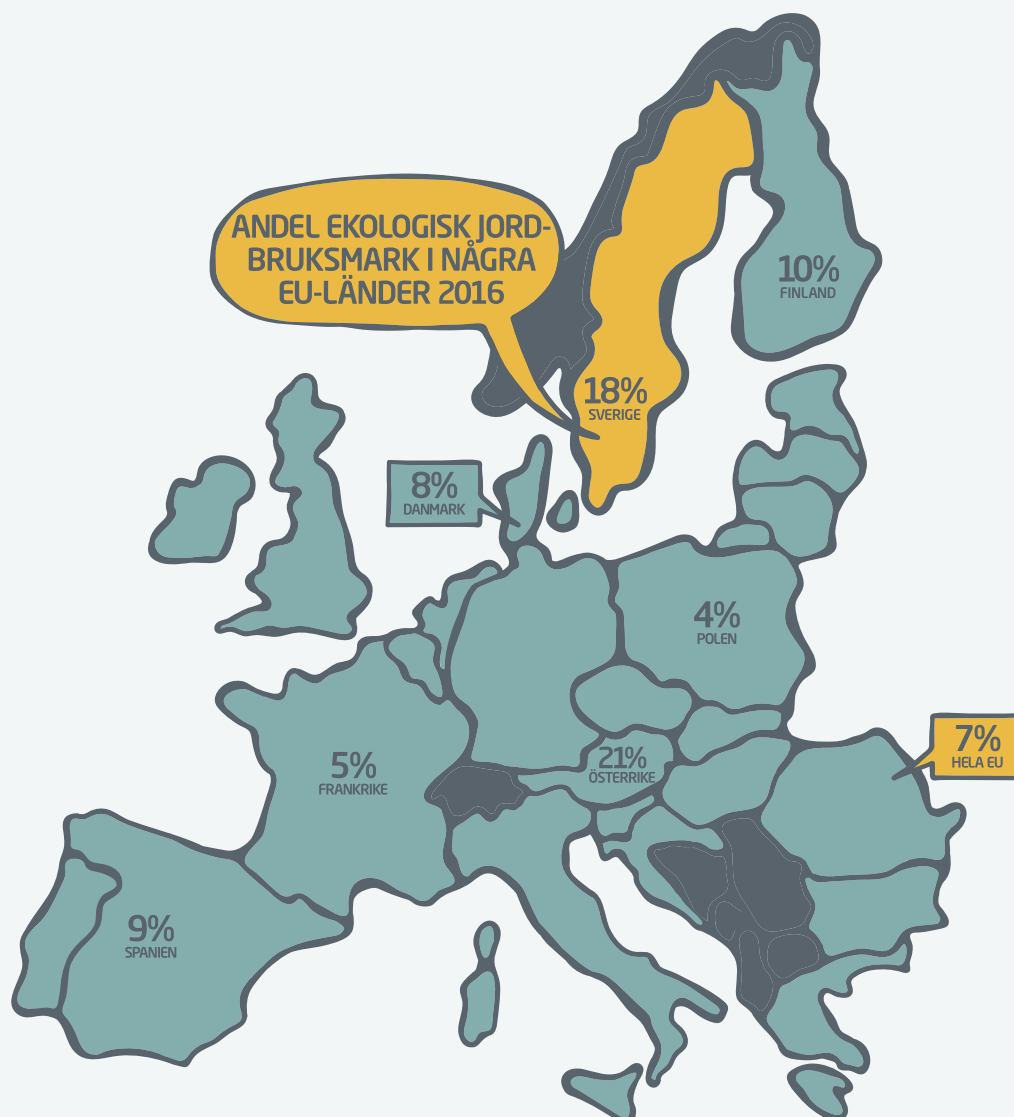 ANDEL EKOLOGISK JORD-
BRUKSMARK I NÅGRA
EU-LÄNDER 2016
10%
FINLAND
18%
SVERIGE
8%
DANMARK
4%
POLEN
7%
HELA EU
21%
ÖSTERRIKE
5%
FRANKRIKE
9%
SPANIEN